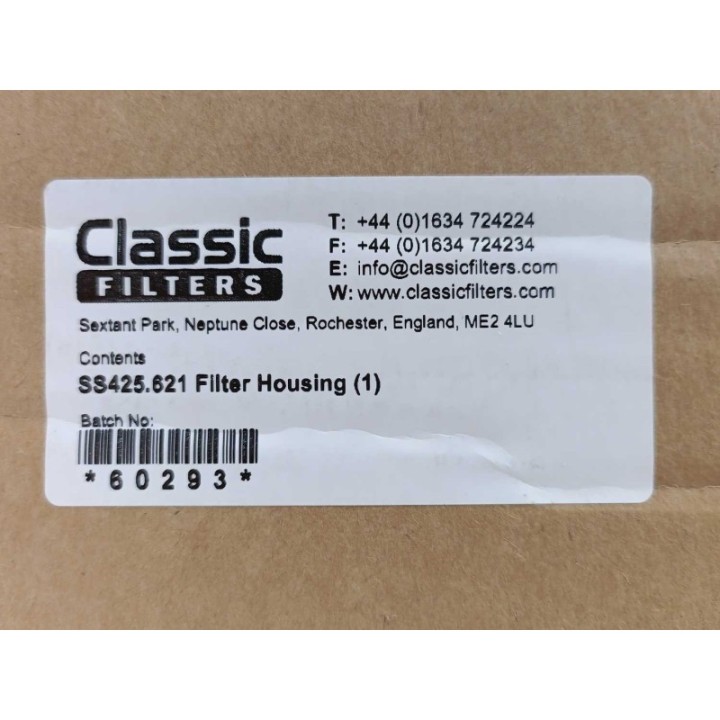 Classic
FILTERS
T: +44 (0)1634 724224
F: +44 (0)1634 724234
E: info@classicfilters.com
W: www.classicfilters.com
Sextant Park, Neptune Close, Rochester, England, ME2 4LU
Contents
SS425.621 Filter Housing (1)
Batch No:
*60293*